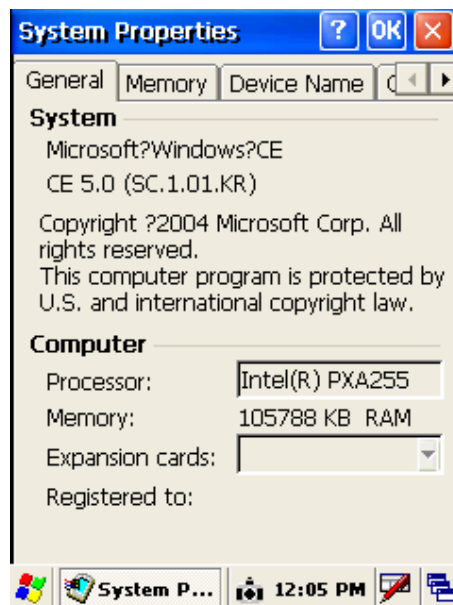 System Properties ? OK
General Memory Device Name
System
Microsoft?Windows?CE
CE 5.0 (SC.1.01.KR)
Copyright ?2004 Microsoft Corp. All
rights reserved.
This computer program is protected by
U.S. and international copyright law.
Computer
Processor: Intel(R) PXA255
Memory: 105788 KB RAM
Expansion cards:
Registered to:
System P... 12:05 PM